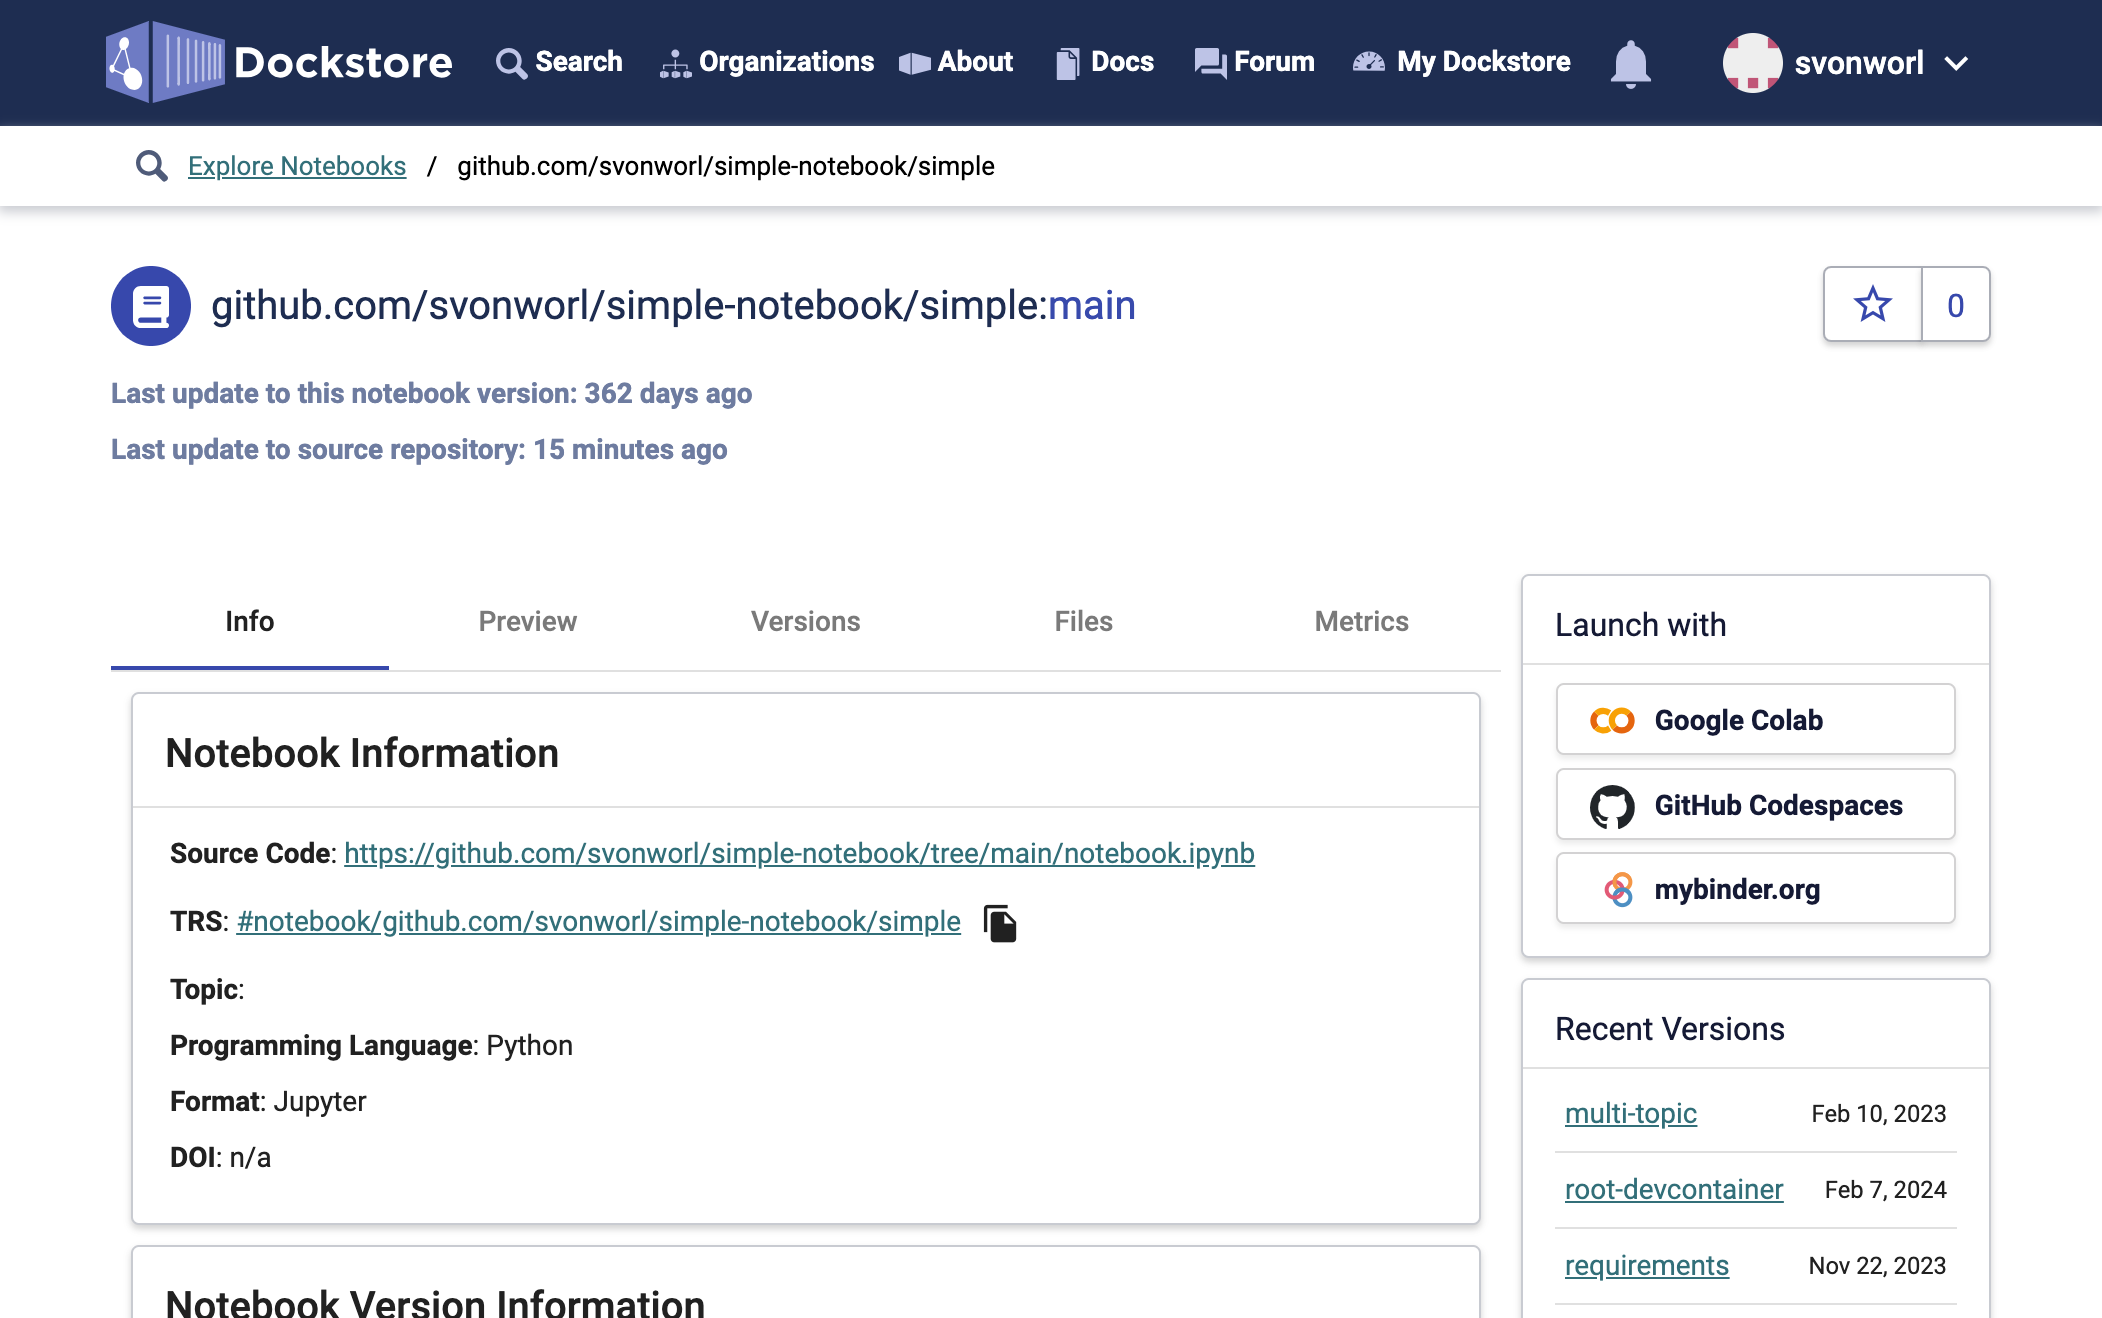 Dockstore Search Organizations About Docs Forum My Dockstore svonworl
Explore Notebooks / github.com/svonworl/simple-notebook/simple
github.com/svonworl/simple-notebook/simple:main
0
Last update to this notebook version: 362 days ago
Last update to source repository: 15 minutes ago
Info Preview Versions Files Metrics
Notebook Information
Source Code: https://github.com/svonworl/simple-notebook/tree/main/notebook.ipynb
TRS: #notebook/github.com/svonworl/simple-notebook/simple
Topic:
Programming Language: Python
Format: Jupyter
DOI: n/a
Notebook Version Information
Launch with
Google Colab
GitHub Codespaces
mybinder.org
Recent Versions
multi-topic Feb 10, 2023
root-devcontainer Feb 7, 2024
requirements Nov 22, 2023